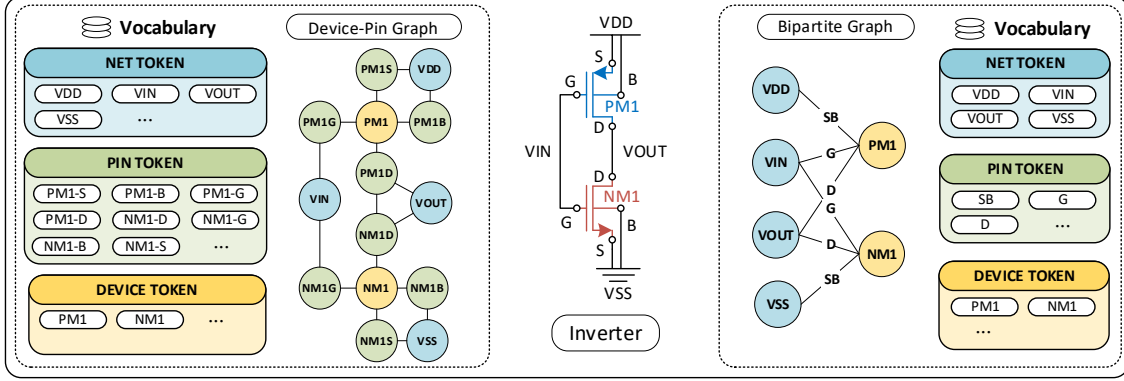 Vocabulary
NET TOKEN
VDD VIN VOUT
VSS ...
PIN TOKEN
PM1-S PM1-B PM1-G
PM1-D NM1-D NM1-G
NM1-B NM1-S ...
DEVICE TOKEN
PM1 NM1 ...
Device-Pin Graph
PM1S VDD
PM1G PM1 PM1B
PM1D
VIN VOUT
NM1D
NM1G NM1 NM1B
NM1S VSS
VDD
S
G B
PM1
D
VIN VOUT
D
NM1
G B
S
VSS
Inverter
Bipartite Graph
VDD
SB
PM1
VIN G
D
G
VOUT D NM1
SB
VSS
Vocabulary
NET TOKEN
VDD VIN
VOUT VSS
PIN TOKEN
SB G
D ...
DEVICE TOKEN
PM1 NM1
...